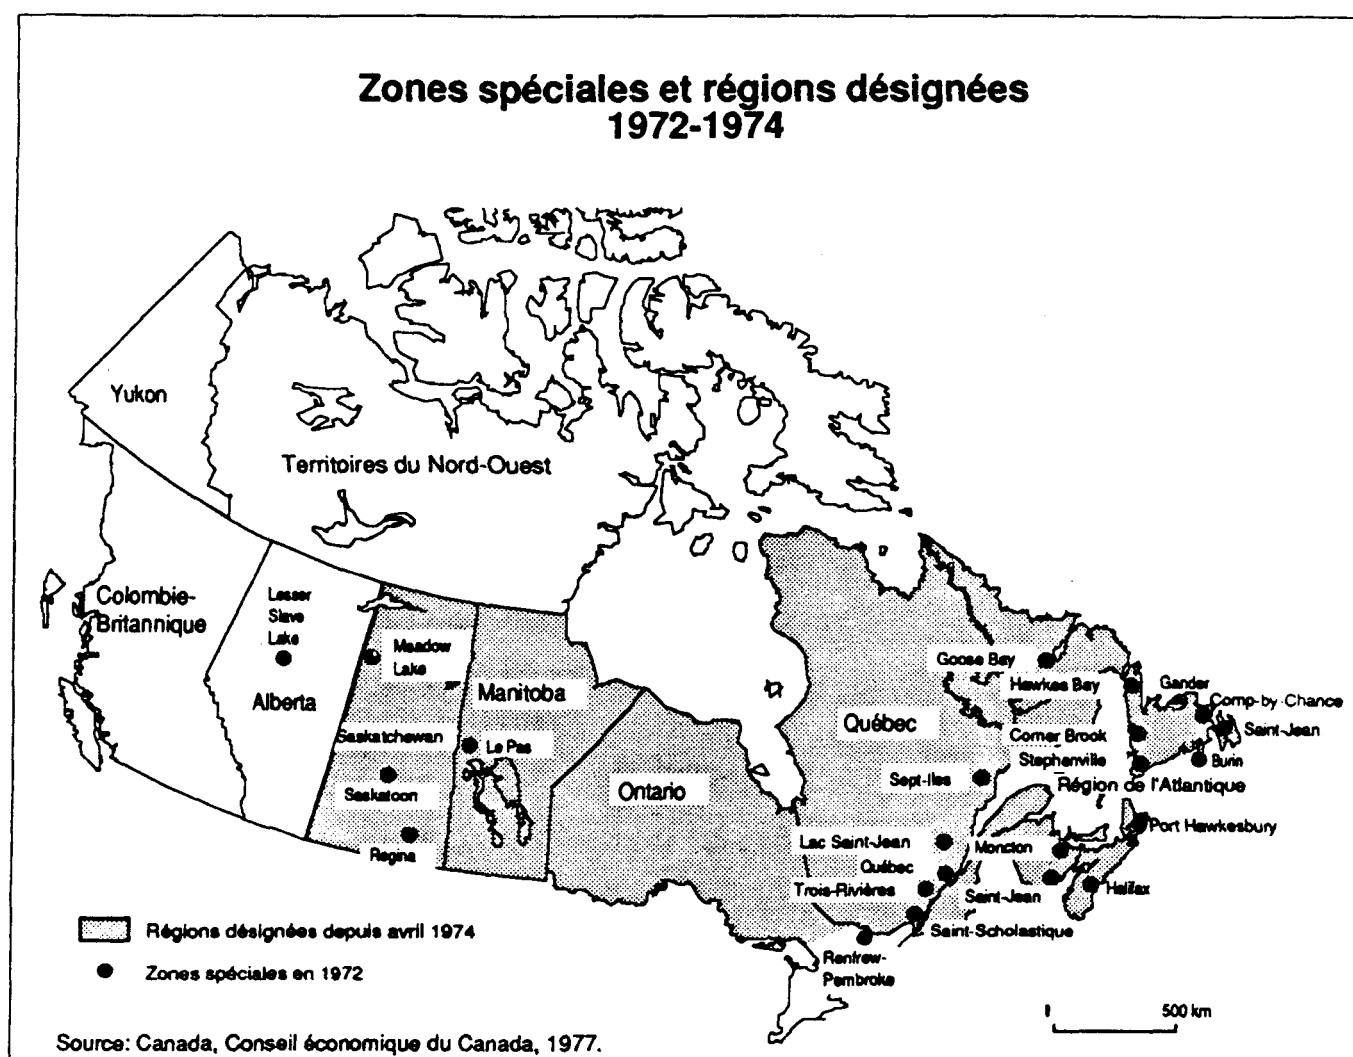 Zones spéciales et régions désignées
1972-1974
Yukon
Territoires du Nord-Ouest
Colombie-
Britannique
Lesser
Slave
Lake
Alberta
Meadow
Lake
Saskatchewan
Saskatoon
Regina
Manitoba
Le Pas
Ontario
Québec
Goose Bay
Hawkes Bay
Gander
Comp-by-Chance
Saint-Jean
Corner Brook
Stephenville
Burin
Région de l'Atlantique
Sept-Iles
Port Hawkesbury
Lac Saint-Jean
Moncton
Québec
Trois-Rivières
Saint-Jean
Halifax
Saint-Scholastique
Renfrew-
Pembroke
Régions désignées depuis avril 1974
Zones spéciales en 1972
500 km
Source: Canada, Conseil économique du Canada, 1977.